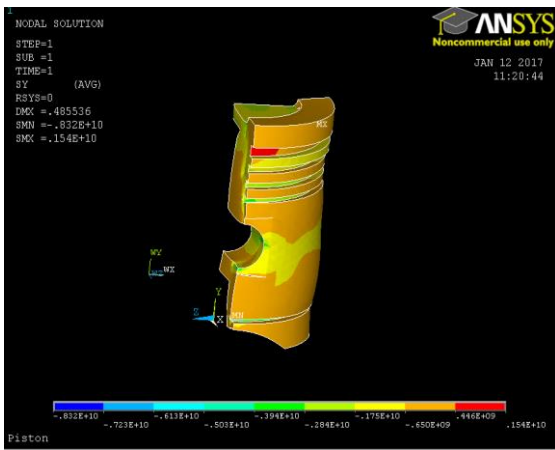 1
NODAL SOLUTION
STEP=1
SUB =1
TIME=1
SY (AVG)
RSYS=0
DMX =.485536
SMN =-.832E+10
SMX =.154E+10
ANSYS
Noncommercial use only
JAN 12 2017
11:20:44
MX
WY
WX
Y
X
MN
-.832E+10 -.613E+10 -.394E+10 -.175E+10 .446E+09
-.723E+10 -.503E+10 -.284E+10 -.650E+09 .154E+10
Piston